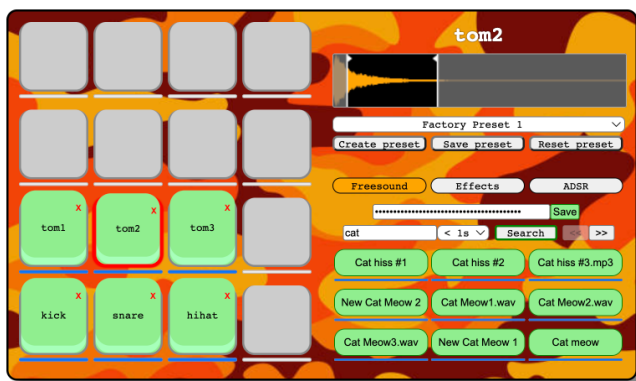 tom2
Factory Preset 1
Create preset Save preset Reset preset
Freesound Effects ADSR
•••••••••••••••••••••••••••••••••••••••• Save
cat < 1s Search << >>
Cat hiss #1 Cat hiss #2 Cat hiss #3.mp3
New Cat Meow 2 Cat Meow1.wav Cat Meow2.wav
Cat Meow3.wav New Cat Meow 1 Cat meow
x x x
tom1 tom2 tom3
x x x
kick snare hihat